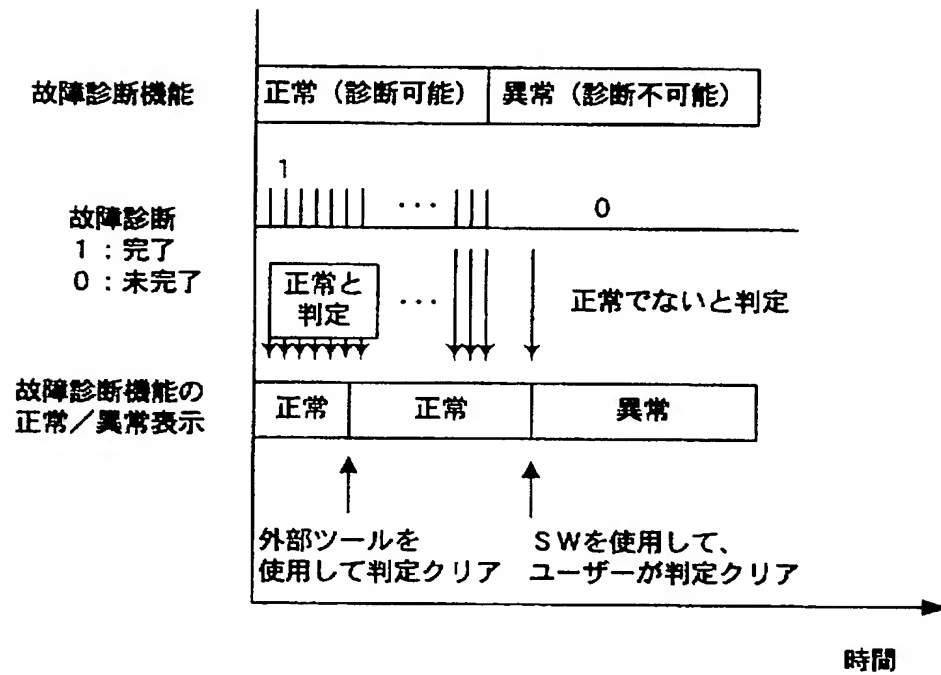 故障診断機能
正常(診断可能)
異常(診断不可能)
1
・・・
0
故障診断
1:完了
0:未完了
正常と
判定
・・・
正常でないと判定
故障診断機能の
正常/異常表示
正常
正常
異常
外部ツールを
使用して判定クリア
SWを使用して、
ユーザーが判定クリア
時間